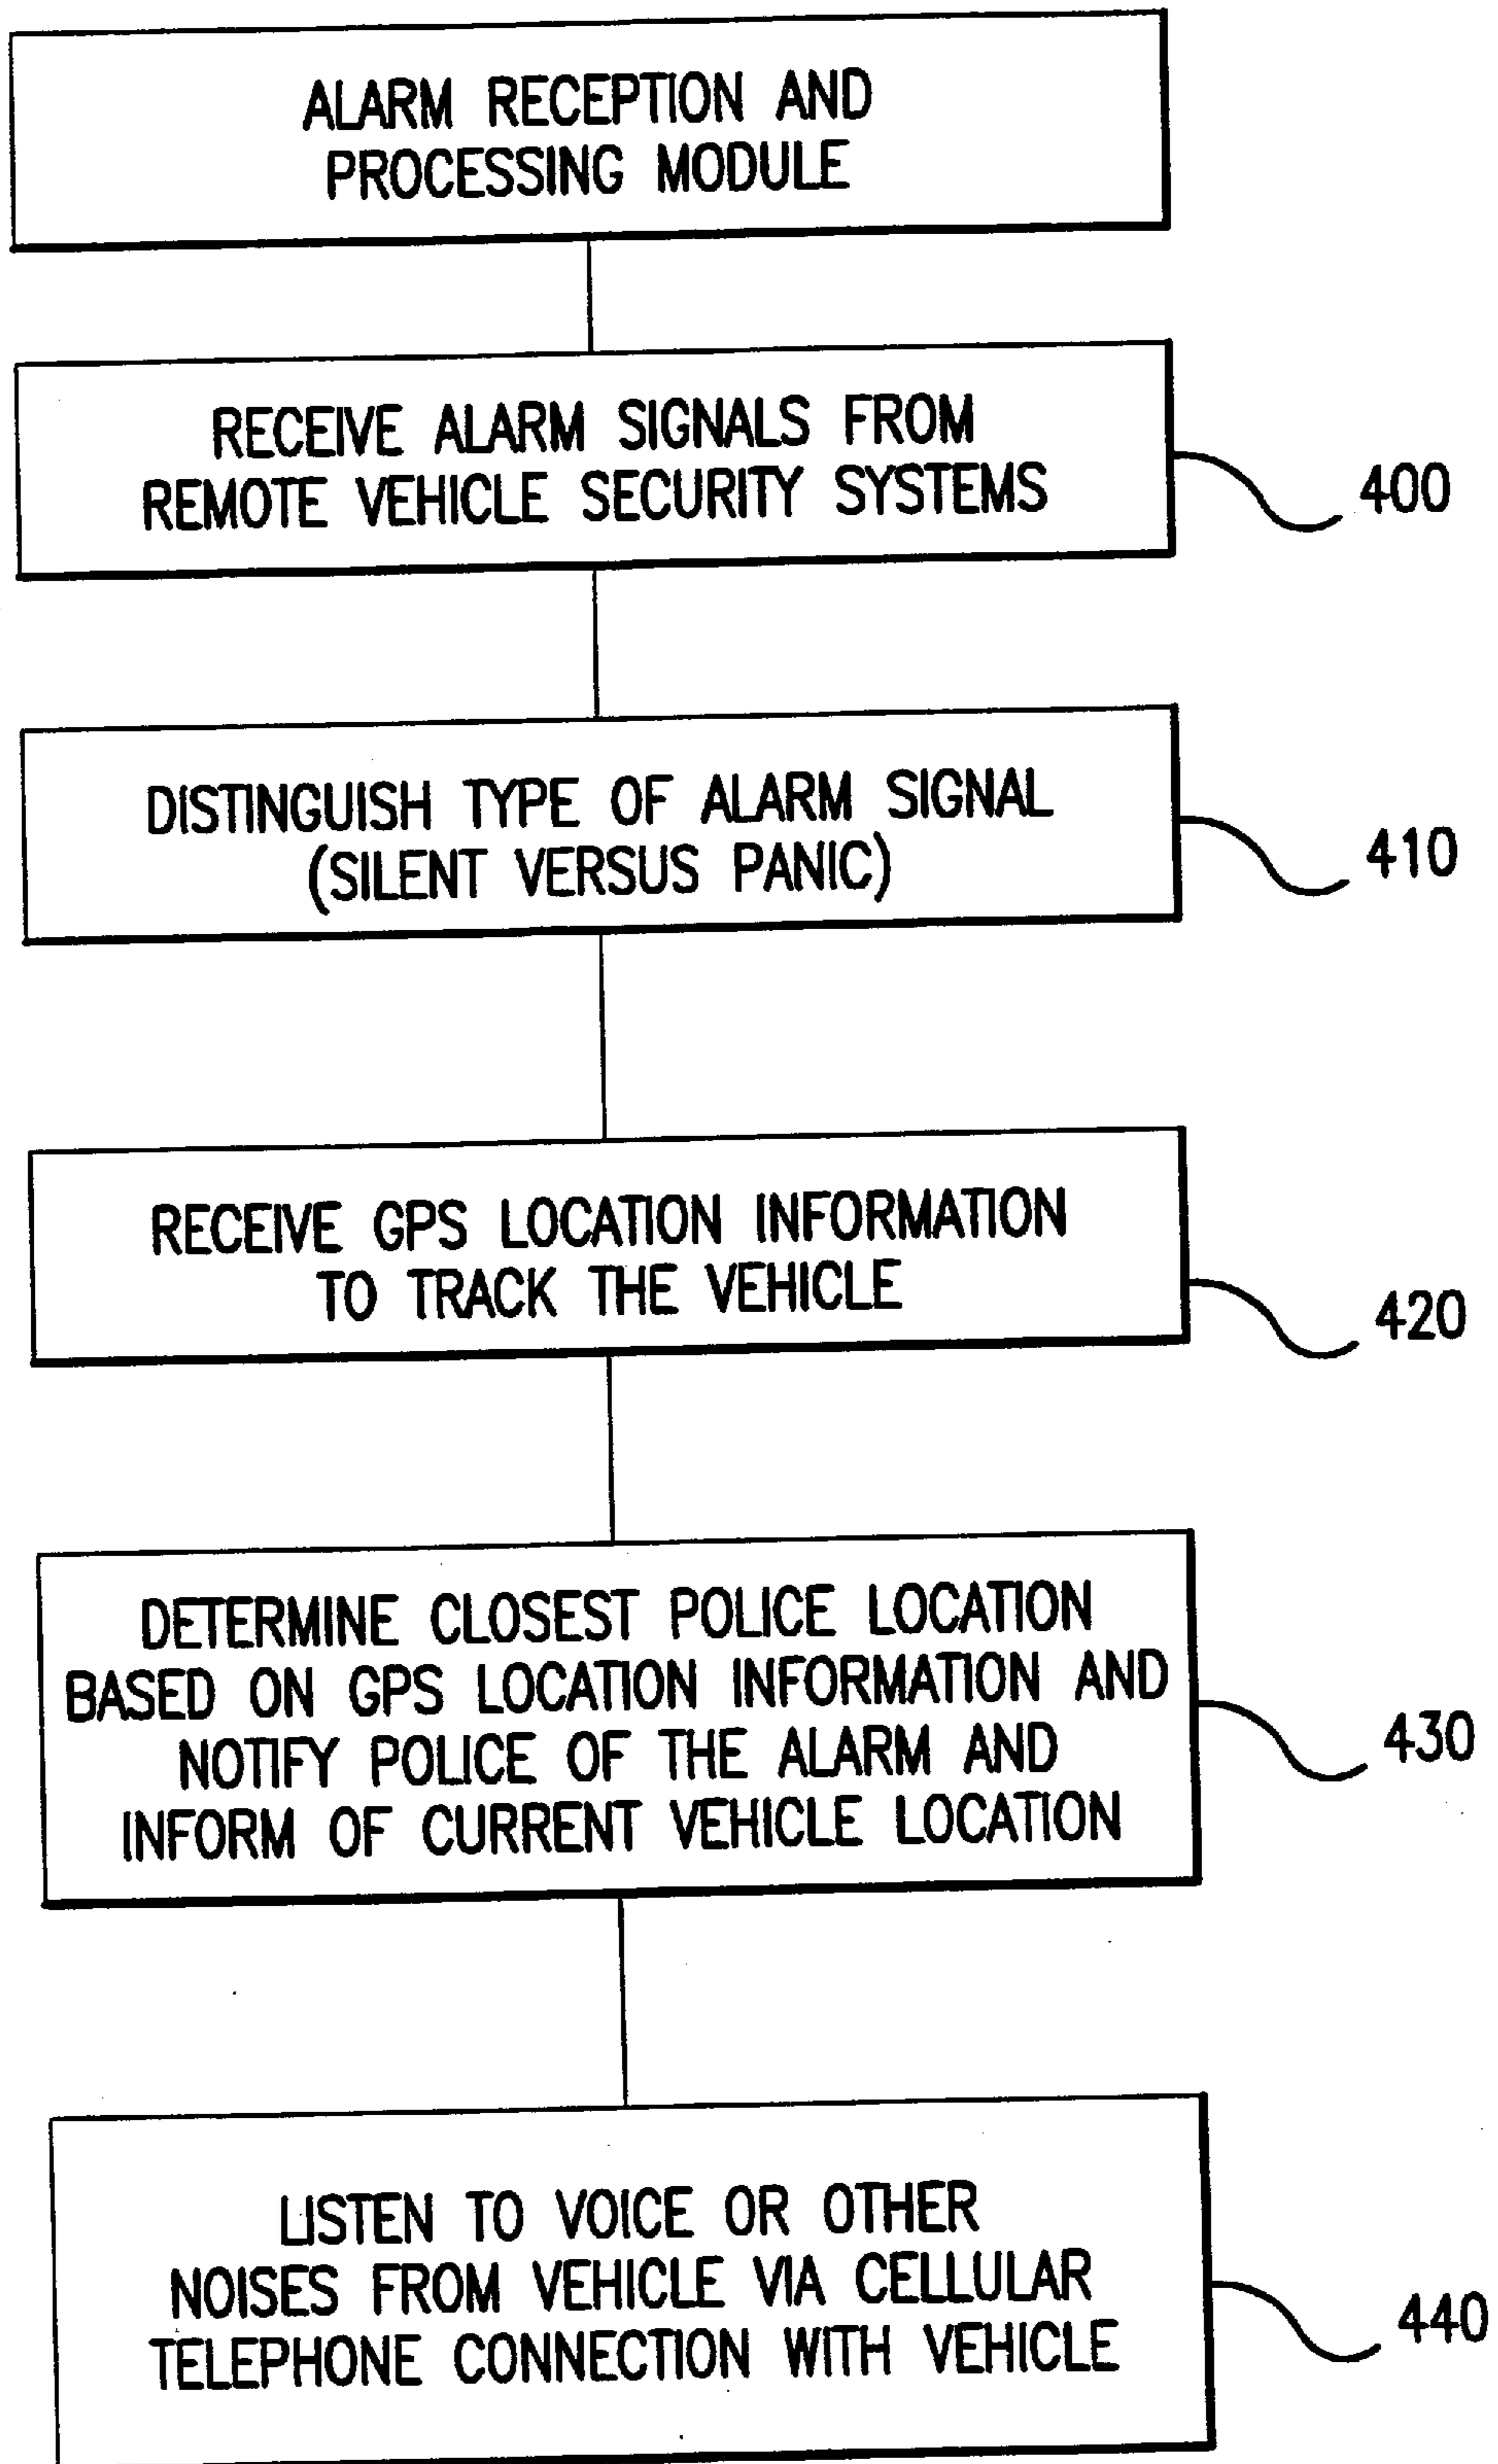 ALARM RECEPTION AND
PROCESSING MODULE
RECEIVE ALARM SIGNALS FROM
REMOTE VEHICLE SECURITY SYSTEMS
400
DISTINGUISH TYPE OF ALARM SIGNAL
(SILENT VERSUS PANIC)
410
RECEIVE GPS LOCATION INFORMATION
TO TRACK THE VEHICLE
420
DETERMINE CLOSEST POLICE LOCATION
BASED ON GPS LOCATION INFORMATION AND
NOTIFY POLICE OF THE ALARM AND
INFORM OF CURRENT VEHICLE LOCATION
430
LISTEN TO VOICE OR OTHER
NOISES FROM VEHICLE VIA CELLULAR
TELEPHONE CONNECTION WITH VEHICLE
440